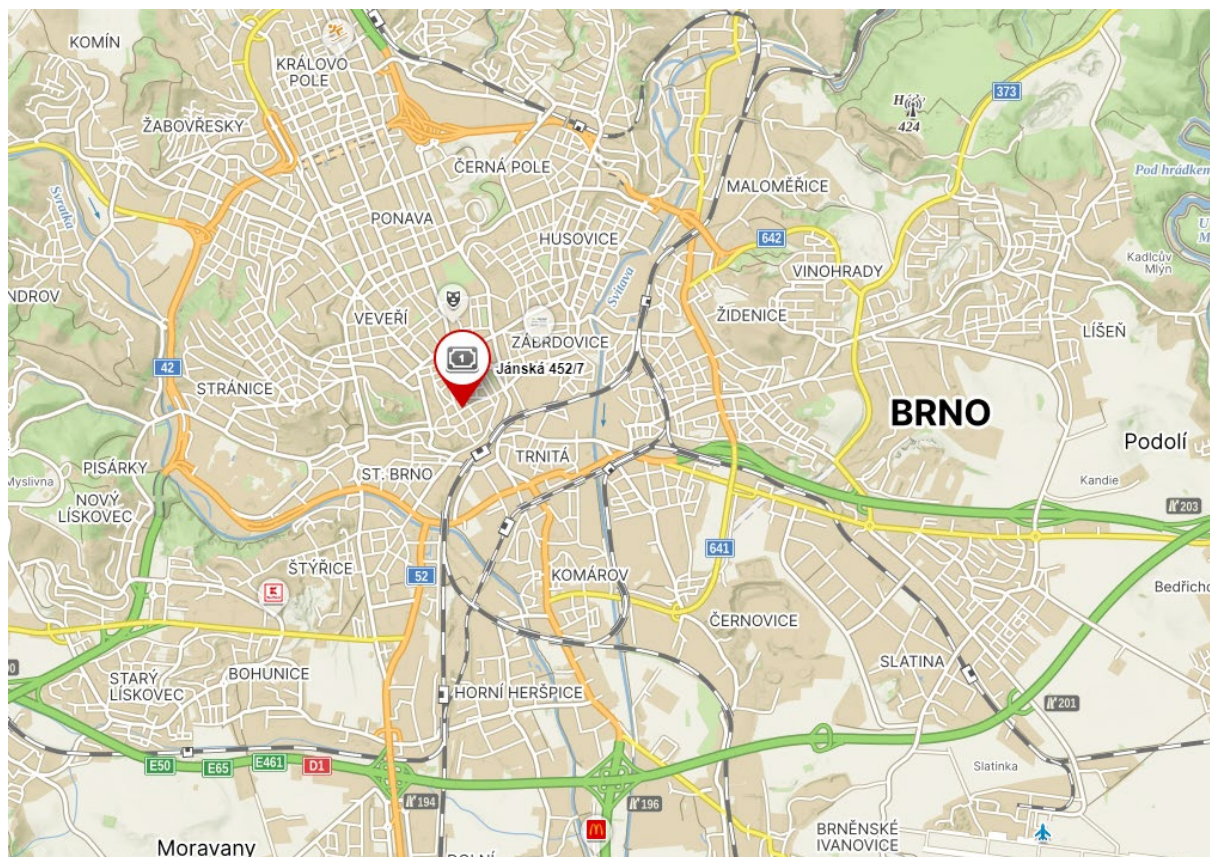 KOMÍN
KRÁLOVO
POLE
373
424
ŽABOVŘESKY
ČERNÁ POLE
Pod hrádkem
MALOMĚŘICE
Svratka
PONAVA
HUSOVICE
642
VINOHRADY
Kadlcův
Mlýn
Svitava
NDROV
VEVEŘÍ
ŽIDENICE
LÍŠEŇ
ZÁBRDOVICE
42
1
Jánská 452/7
STRÁNICE
BRNO
Podolí
TRNITÁ
PISÁRKY
ST. BRNO
Myslivna
Kandie
NOVÝ
LÍSKOVEC
203
641
ŠTÝŘICE
52
KOMÁROV
Bedřicho
ČERNOVICE
SLATINA
BOHUNICE
STARÝ
LÍSKOVEC
HORNÍ HERŠPICE
201
E50
E65
E461
D1
Slatinka
194
196
BRNĚNSKÉ
IVANOVICE
Moravany
DOLNÍ